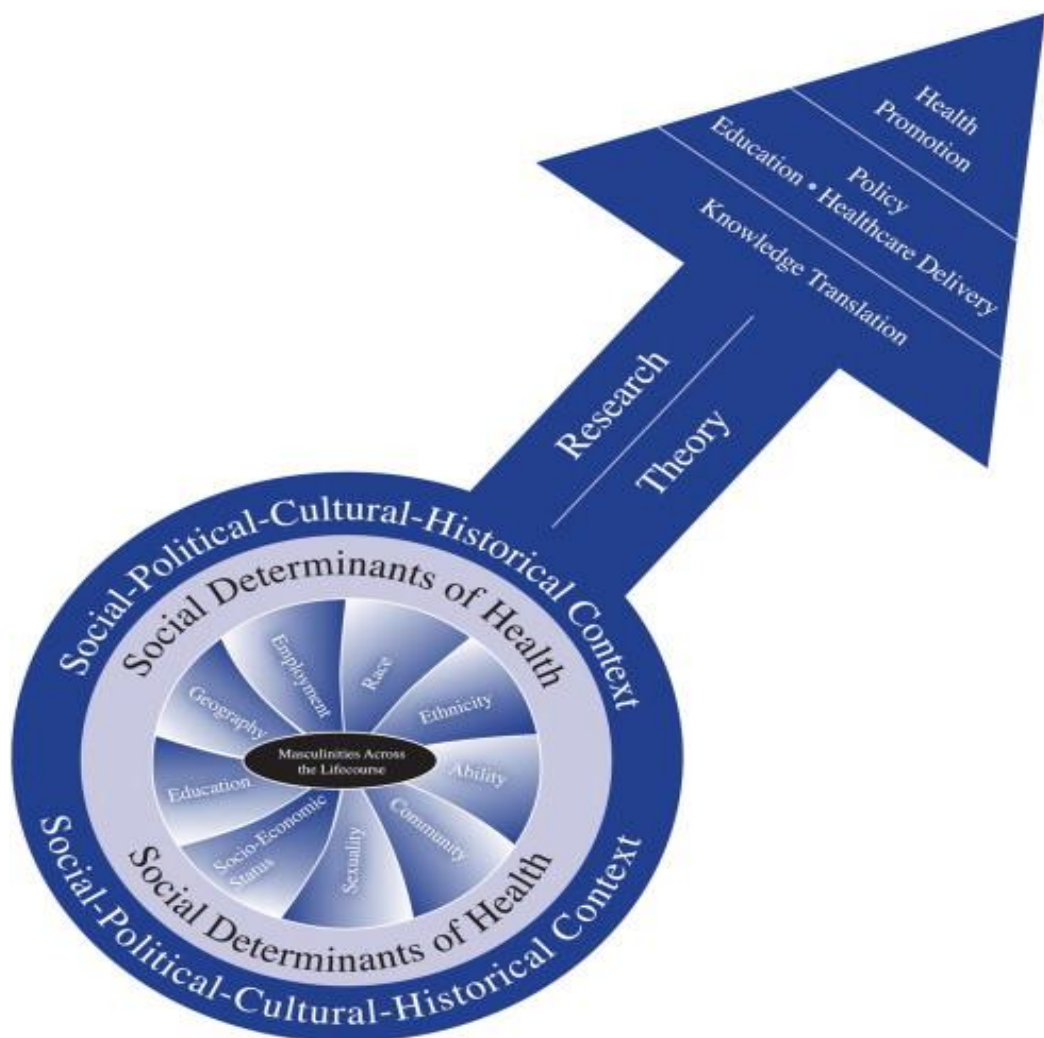 Health
Promotion
Policy
Education • Healthcare Delivery
Knowledge Translation
Research
Theory
Social-Political-Cultural-Historical Context
Social Determinants of Health
Employment
Race
Ethnicity
Geography
Masculinities Across
the Lifecourse
Ability
Education
Community
Socio-Economic
Status
Sexuality
Social Determinants of Health
Social-Political-Cultural-Historical Context